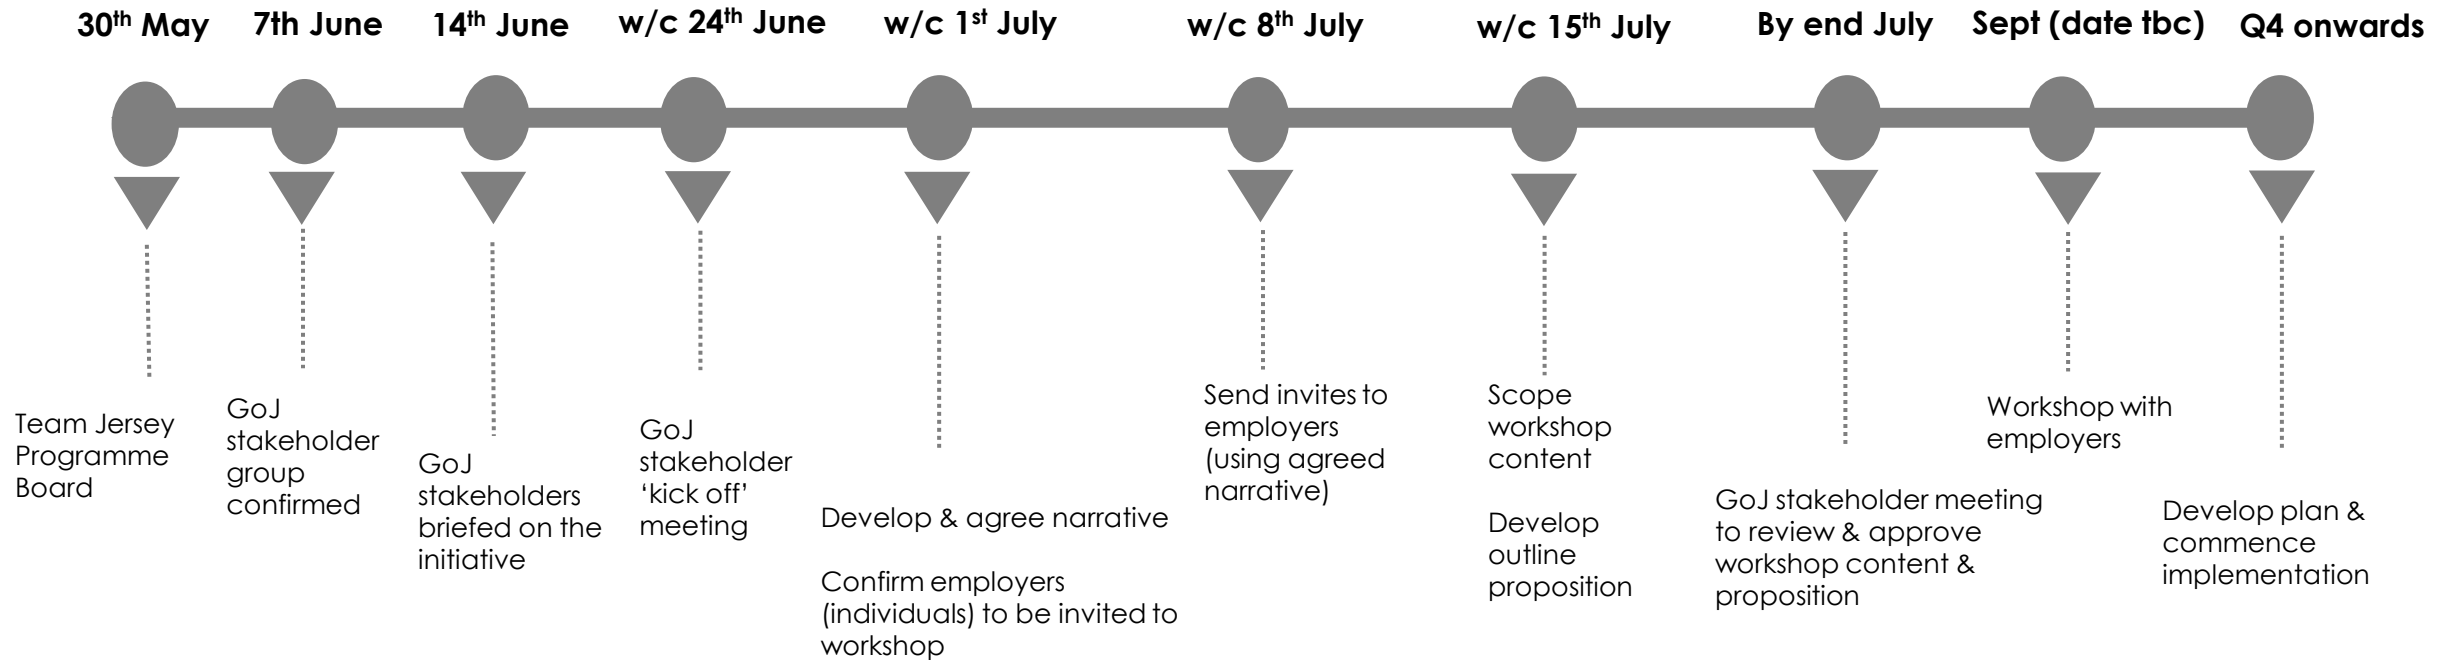 30th May
7th June
14th June
w/c 24th June
w/c 1st July
w/c 8th July
w/c 15th July
By end July
Sept (date tbc)
Q4 onwards
Team Jersey
Programme
Board
GoJ
stakeholder
group
confirmed
GoJ
stakeholders
briefed on the
initiative
GoJ
stakeholder
‘kick off’
meeting
Develop & agree narrative
Confirm employers
(individuals) to be invited to
workshop
Send invites to
employers
(using agreed
narrative)
Scope
workshop
content
Develop
outline
proposition
GoJ stakeholder meeting
to review & approve
workshop content &
proposition
Workshop with
employers
Develop plan &
commence
implementation